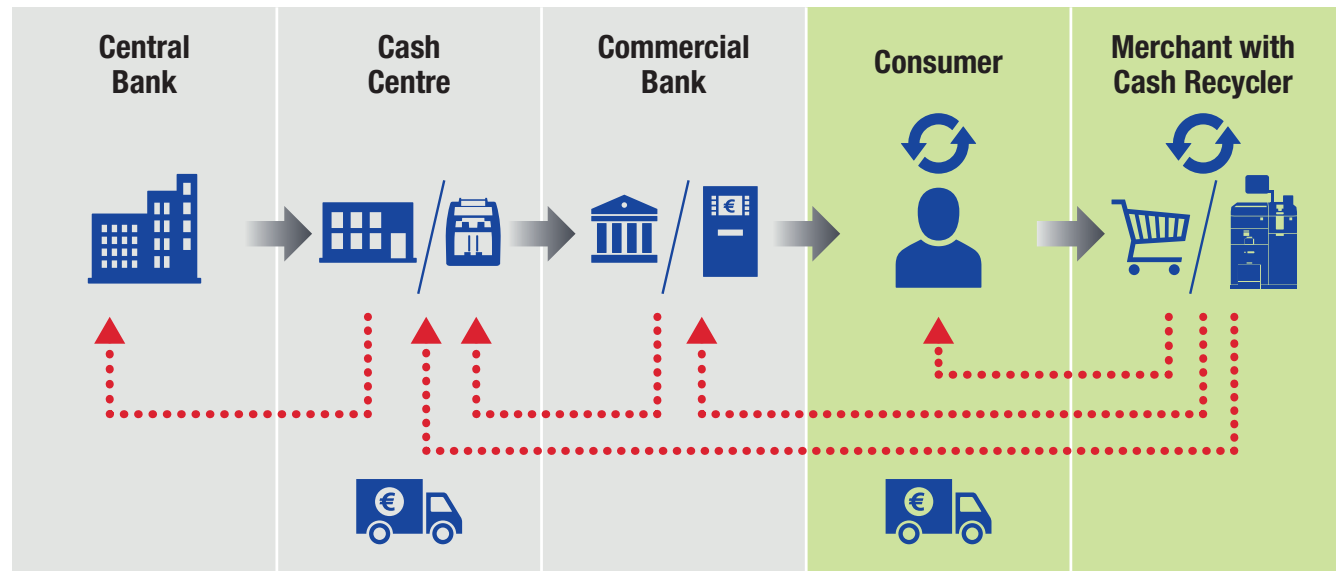 Central
Bank
Cash
Centre
Commercial
Bank
Consumer
Merchant with
Cash Recycler
€
€
€